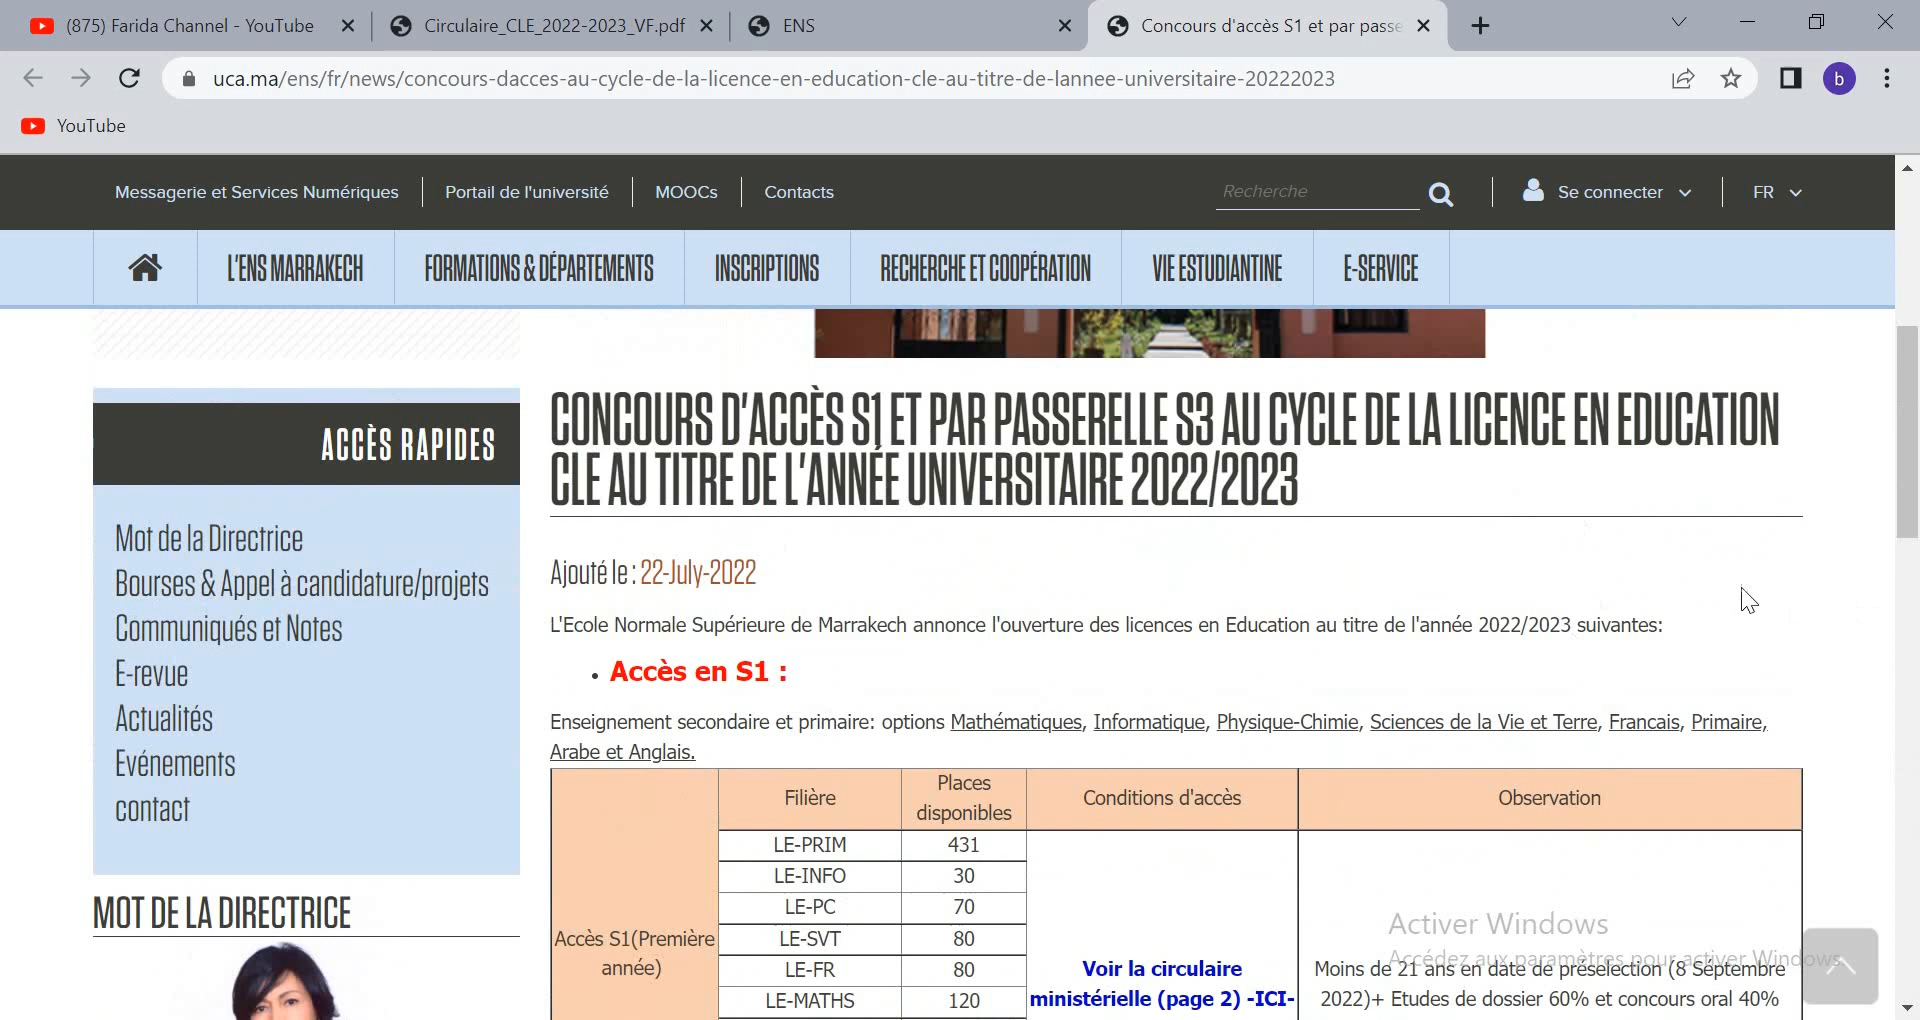 (875) Farida Channel - YouTube
Circulaire_CLE_2022-2023_VF.pdf
ENS
Concours d'accès S1 et par passe
uca.ma/ens/fr/news/concours-dacces-au-cycle-de-la-licence-en-education-cle-au-titre-de-lannee-universitaire-20222023
b
YouTube
Messagerie et Services Numériques
Portail de l'université
MOOCs
Contacts
Recherche
Se connecter
FR
L'ENS MARRAKECH
FORMATIONS & DÉPARTEMENTS
INSCRIPTIONS
RECHERCHE ET COOPÉRATION
VIE ESTUDIANTINE
E-SERVICE
ACCÈS RAPIDES
Mot de la Directrice
Bourses & Appel à candidature/projets
Communiqués et Notes
E-revue
Actualités
Evénements
contact
MOT DE LA DIRECTRICE
CONCOURS D'ACCÈS S1 ET PAR PASSERELLE S3 AU CYCLE DE LA LICENCE EN EDUCATION
CLE AU TITRE DE L'ANNÉE UNIVERSITAIRE 2022/2023
Ajouté le : 22-July-2022
L'Ecole Normale Supérieure de Marrakech annonce l'ouverture des licences en Education au titre de l'année 2022/2023 suivantes:
• Accès en S1 :
Enseignement secondaire et primaire: options Mathématiques, Informatique, Physique-Chimie, Sciences de la Vie et Terre, Francais, Primaire,
Arabe et Anglais.
Filière
Places
disponibles
Conditions d'accès
Observation
LE-PRIM 431
LE-INFO 30
LE-PC 70
LE-SVT 80
LE-FR 80
LE-MATHS 120
Accès S1(Première
année)
Voir la circulaire
ministérielle (page 2) -ICI-
Moins de 21 ans en date de préselection (8 Séptembre
2022)+ Etudes de dossier 60% et concours oral 40%
Activer Windows
Accédez aux paramètres pour activer Windows